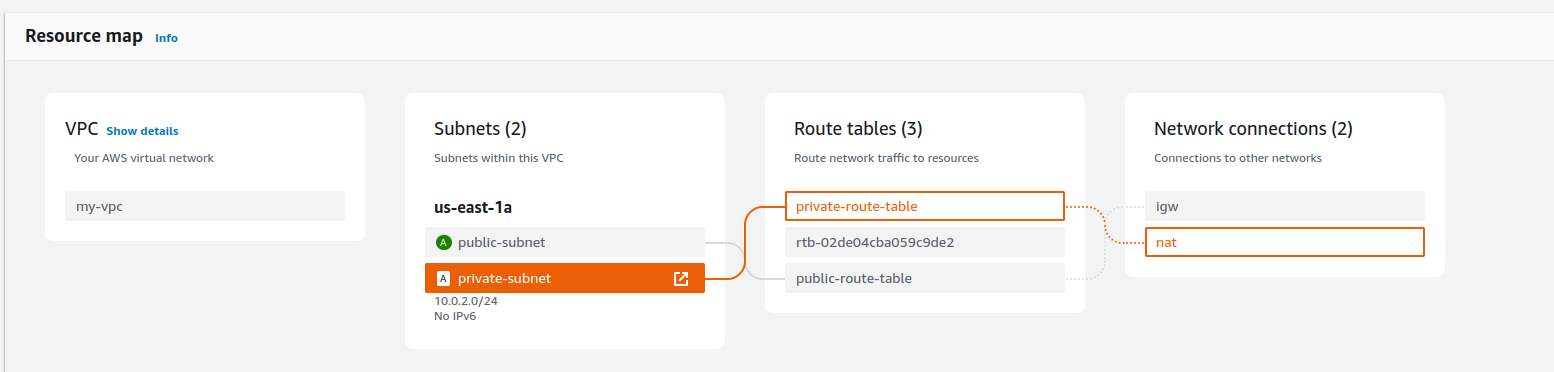 Resource map Info
VPC Show details
Your AWS virtual network
my-vpc
Subnets (2)
Subnets within this VPC
us-east-1a
A public-subnet
A private-subnet
10.0.2.0/24
No IPv6
Route tables (3)
Route network traffic to resources
private-route-table
rtb-02de04cba059c9de2
public-route-table
Network connections (2)
Connections to other networks
igw
nat